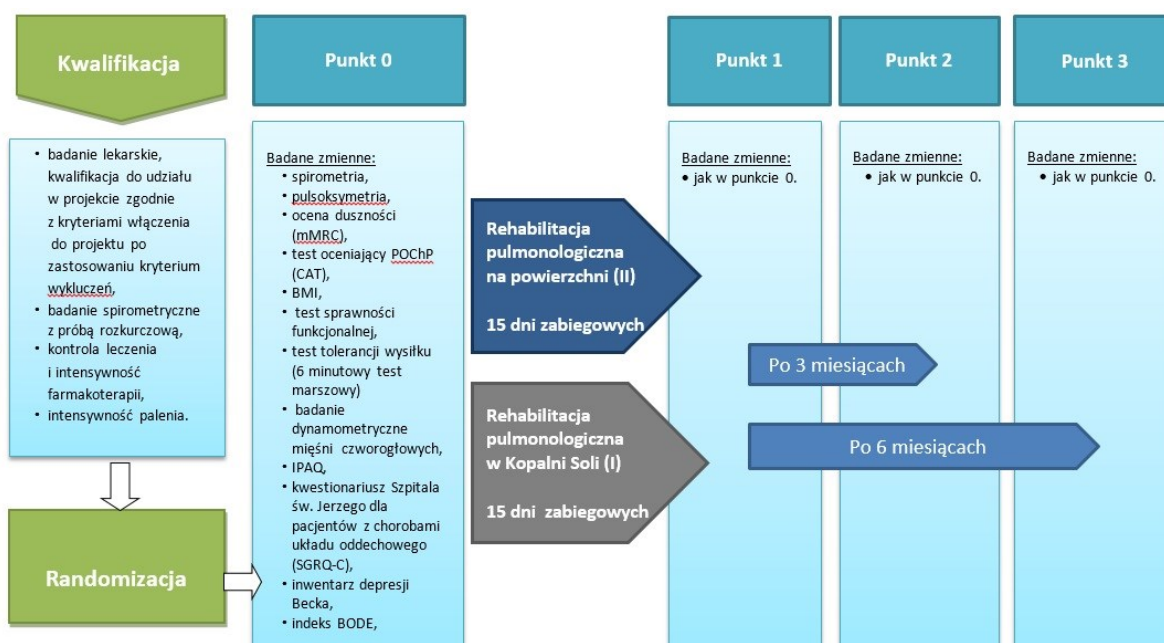 Kwalifikacja
• badanie lekarskie,
kwalifikacja do udziału
w projekcie zgodnie
z kryteriami włączenia
do projektu po
zastosowaniu kryterium
wykluczeń,
• badanie spirometryczne
z próbą rozkurczową,
• kontrola leczenia
i intensywność
farmakoterapii,
• intensywność palenia.
Randomizacja
Punkt 0
Badane zmienne:
• spirometria,
• pulsoksymetria,
• ocena duszności
(mMRC),
• test oceniający POChP
(CAT),
• BMI,
• test sprawności
funkcjonalnej,
• test tolerancji wysiłku
(6 minutowy test
marszowy)
• badanie
dynamometryczne
mięśni czworogłowych,
• IPAQ,
• kwestionariusz Szpitala
św. Jerzego dla
pacjentów z chorobami
układu oddechowego
(SGRQ-C),
• inwentarz depresji
Becka,
• indeks BODE,
Rehabilitacja
pulmonologiczna
na powierzchni (II)
15 dni zabiegowych
Rehabilitacja
pulmonologiczna
w Kopalni Soli (I)
15 dni zabiegowych
Punkt 1
Badane zmienne:
• jak w punkcie 0.
Punkt 2
Badane zmienne:
• jak w punkcie 0.
Punkt 3
Badane zmienne:
• jak w punkcie 0.
Po 3 miesiącach
Po 6 miesiącach